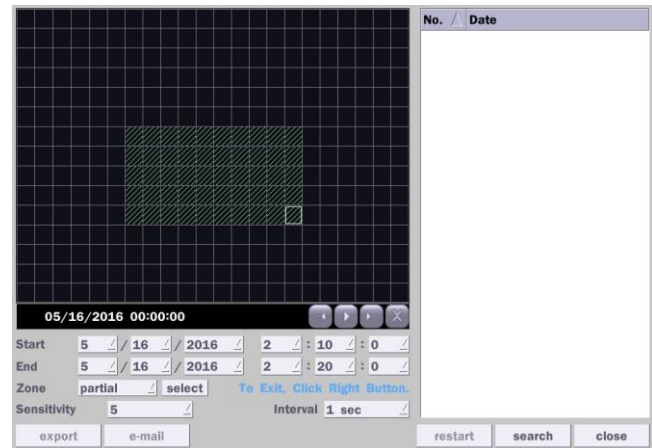 No. Date
05/16/2016 00:00:00
Start 5 / 16 / 2016 2 : 10 : 0
End 5 / 16 / 2016 2 : 20 : 0
Zone partial select To Exit, Click Right Button.
Sensitivity 5 Interval 1 sec
export e-mail restart search close